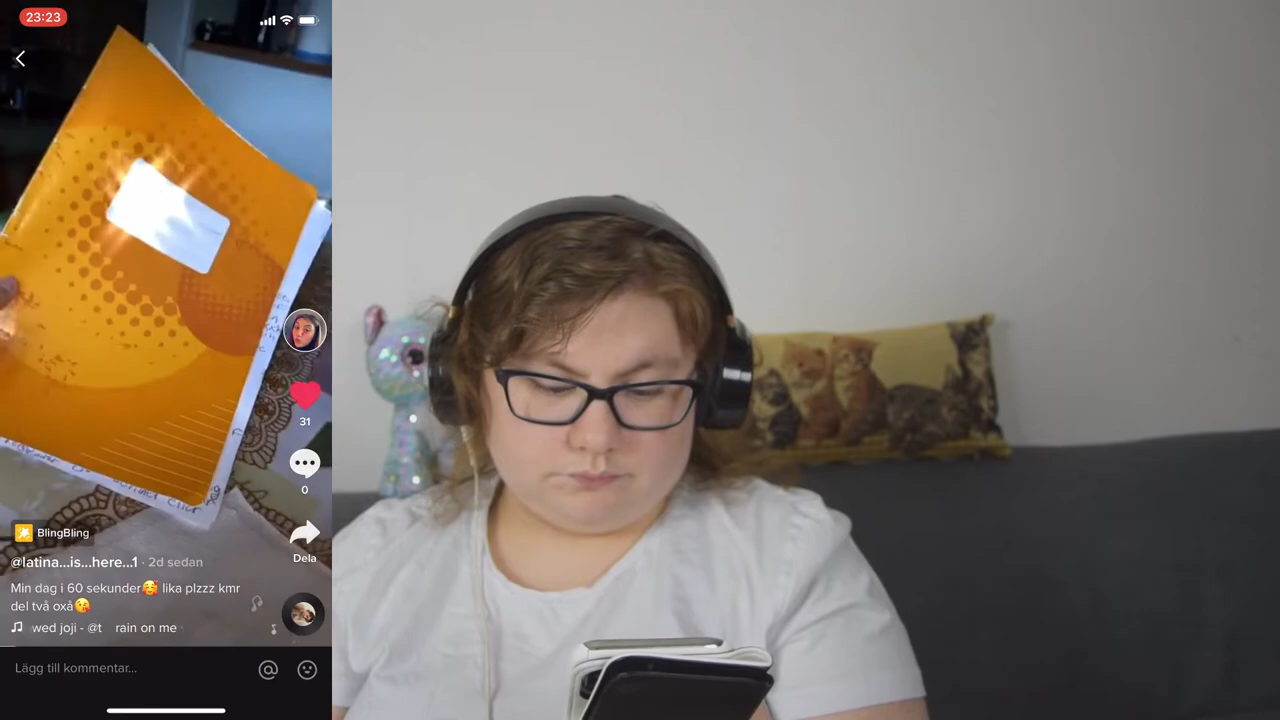 23:23
31
0
Dela
BlingBling
@latina...is...here...1 · 2d sedan
Min dag i 60 sekunder🥰 lika plzzz kmr
del två oxå😘
wed joji - @t rain on me
Lägg till kommentar...